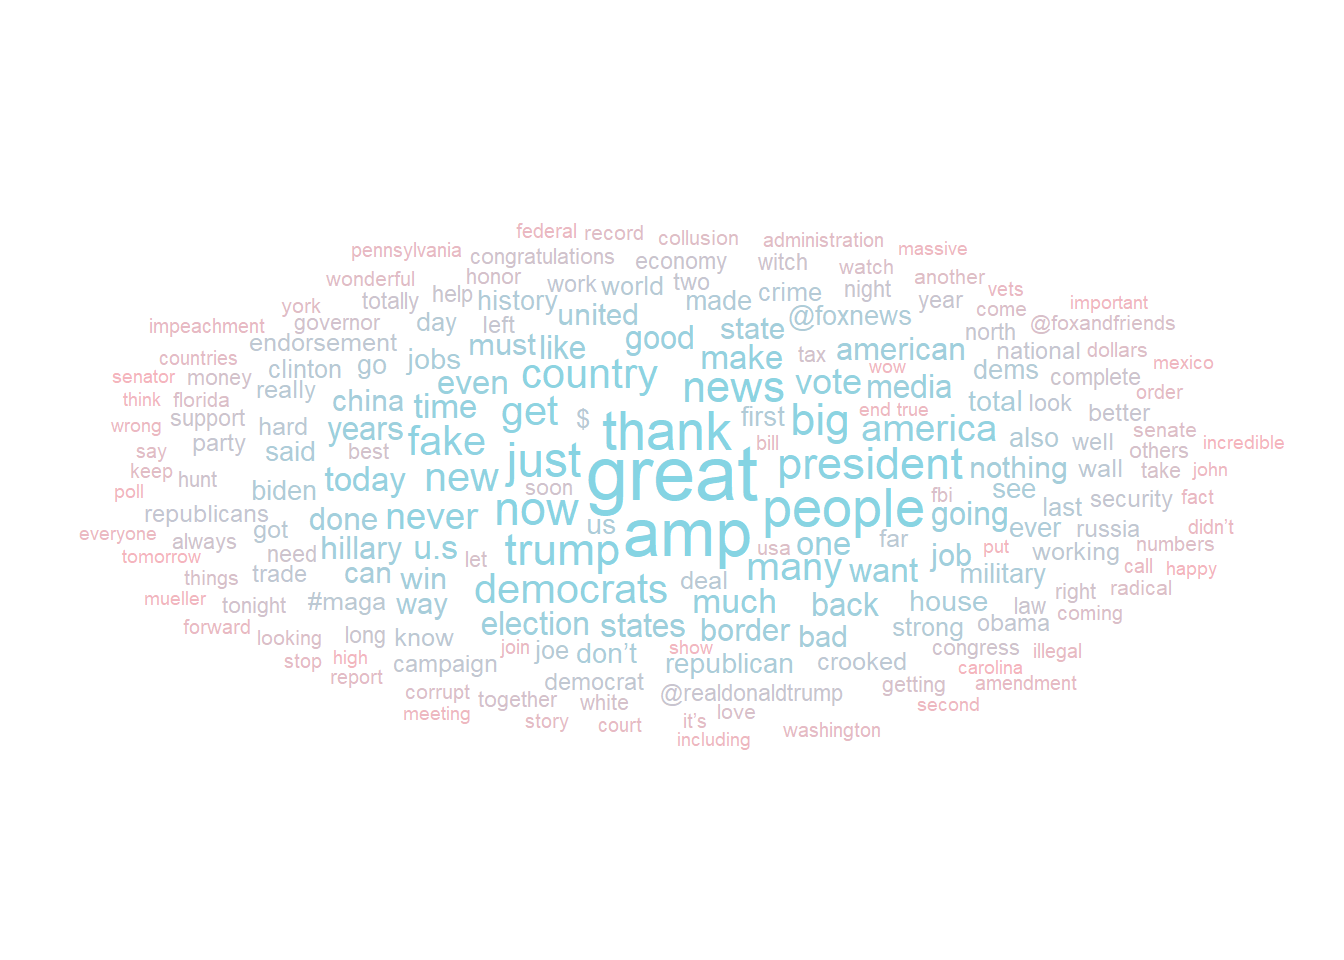 federal record collusion administration massive
pennsylvania congratulations economy witch watch another
wonderful honor work world two night vets
york totally help history made crime year come important
impeachment governor day left united state @foxnews north @foxandfriends
endorsement must like good make american national dollars
countries clinton go jobs country tax wow dems mexico
senator money really even news vote media complete order
think florida china time get $ first end true total look better
wrong support hard years thank big america also well senate
say party said best fake just bill others incredible
keep hunt today new great president nothing wall take john
poll biden soon people fbi see security fact
republicans done never now us amp going last
everyone always got ever russia didn’t
tomorrow need hillary u.s let trump usa one far put working numbers
things trade can win many want job military call happy
mueller tonight #maga way democrats deal much back house law right radical
forward election states border bad strong obama coming
looking long know joe don’t join show republican crooked congress illegal
stop high campaign carolina
report democrat getting amendment
corrupt together white @realdonaldtrump second
meeting story court it’s love washington
including